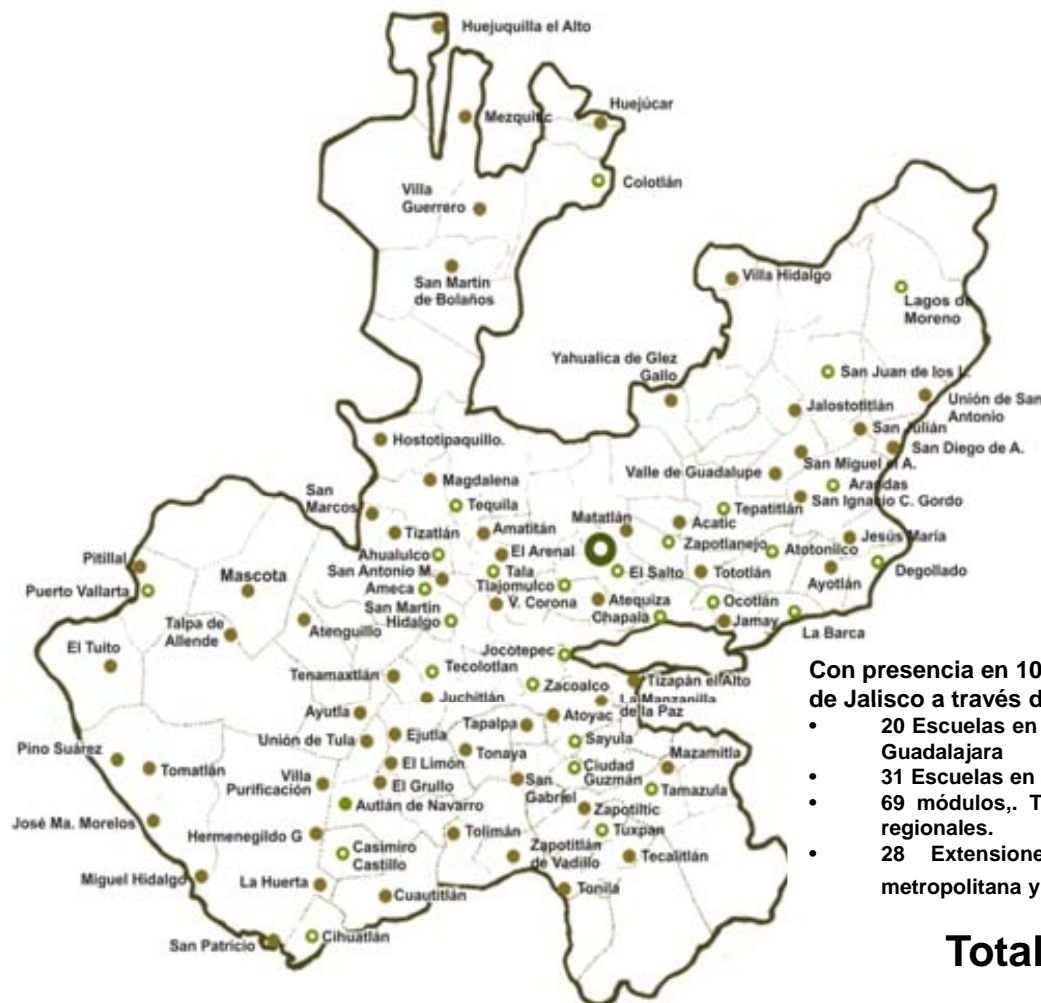 Huejuquilla el Alto
Huejúcar
Mezquitic
Colotlán
Villa
Guerrero
San Martin
de Bolaños
Villa Hidalgo
Lagos de
Moreno
Yahualica de Glez
Gallo
San Juan de los L.
Unión de San
Antonio
Jalostotitlán
San Julián
Hostotipaquillo.
San Diego de A.
San Miguel el A.
Valle de Guadalupe
Magdalena
Arandas
San Ignacio C. Gordo
San
Marcos
Tequila
Tepatitlán
Matatlán
Acatic
Tizatlán
Amatitán
Jesús María
Zapotlanejo
Atotonilco
Ahualulco
El Arenal
Pitillal
San Antonio M.
Tala
El Salto
Tototlán
Ayotlán
Degollado
Mascota
Puerto Vallarta
Ameca
Tlajomulco
V. Corona
Atequiza
Ocotlán
San Martin
Hidalgo
Chapala
Jamay
La Barca
Talpa de
Allende
Atenguillo
El Tuito
Jocotepec
Tecolotlan
Tenamaxtlán
Zacoalco
Tizapán el Alto
Juchitlán
La Manzanilla
de la Paz
Con presencia en 10
de Jalisco a través d
Ayutla
Atoyac
Tapalpa
• 20 Escuelas en
Guadalajara
Unión de Tula
Ejutla
Sayula
Pino Suárez
Tonaya
Mazamitla
El Limón
Ciudad
Guzmán
• 31 Escuelas en
Tomatlán
Villa
Purificación
El Grullo
San
Gabriel
Tamazula
• 69 módulos,. T
regionales.
Autlán de Navarro
Zapotiltic
José Ma. Morelos
Hermenegildo G
Tolimán
Tuxpan
• 28 Extensione
metropolitana y
Casimiro
Castillo
Zapotitlán
de Vadillo
Tecalitlán
Miguel Hidalgo
La Huerta
Cuautitlán
Tonila
San Patricio
Cihuatlán
Total